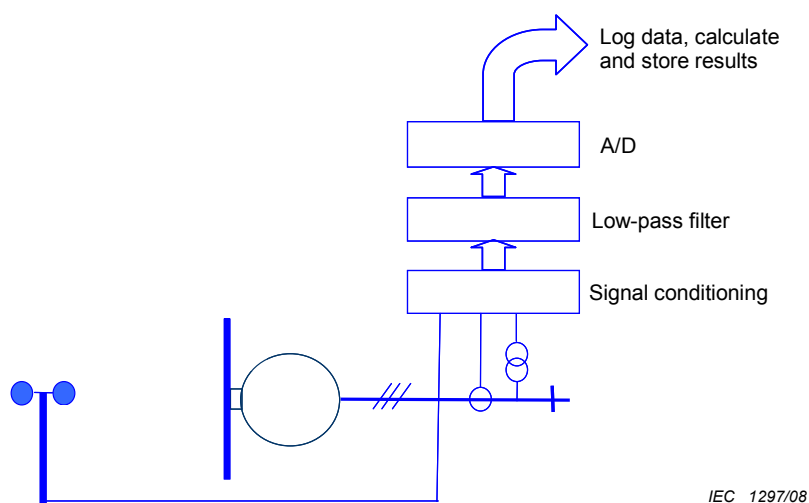 Log data, calculate
and store results
A/D
Low-pass filter
Signal conditioning
IEC 1297/08